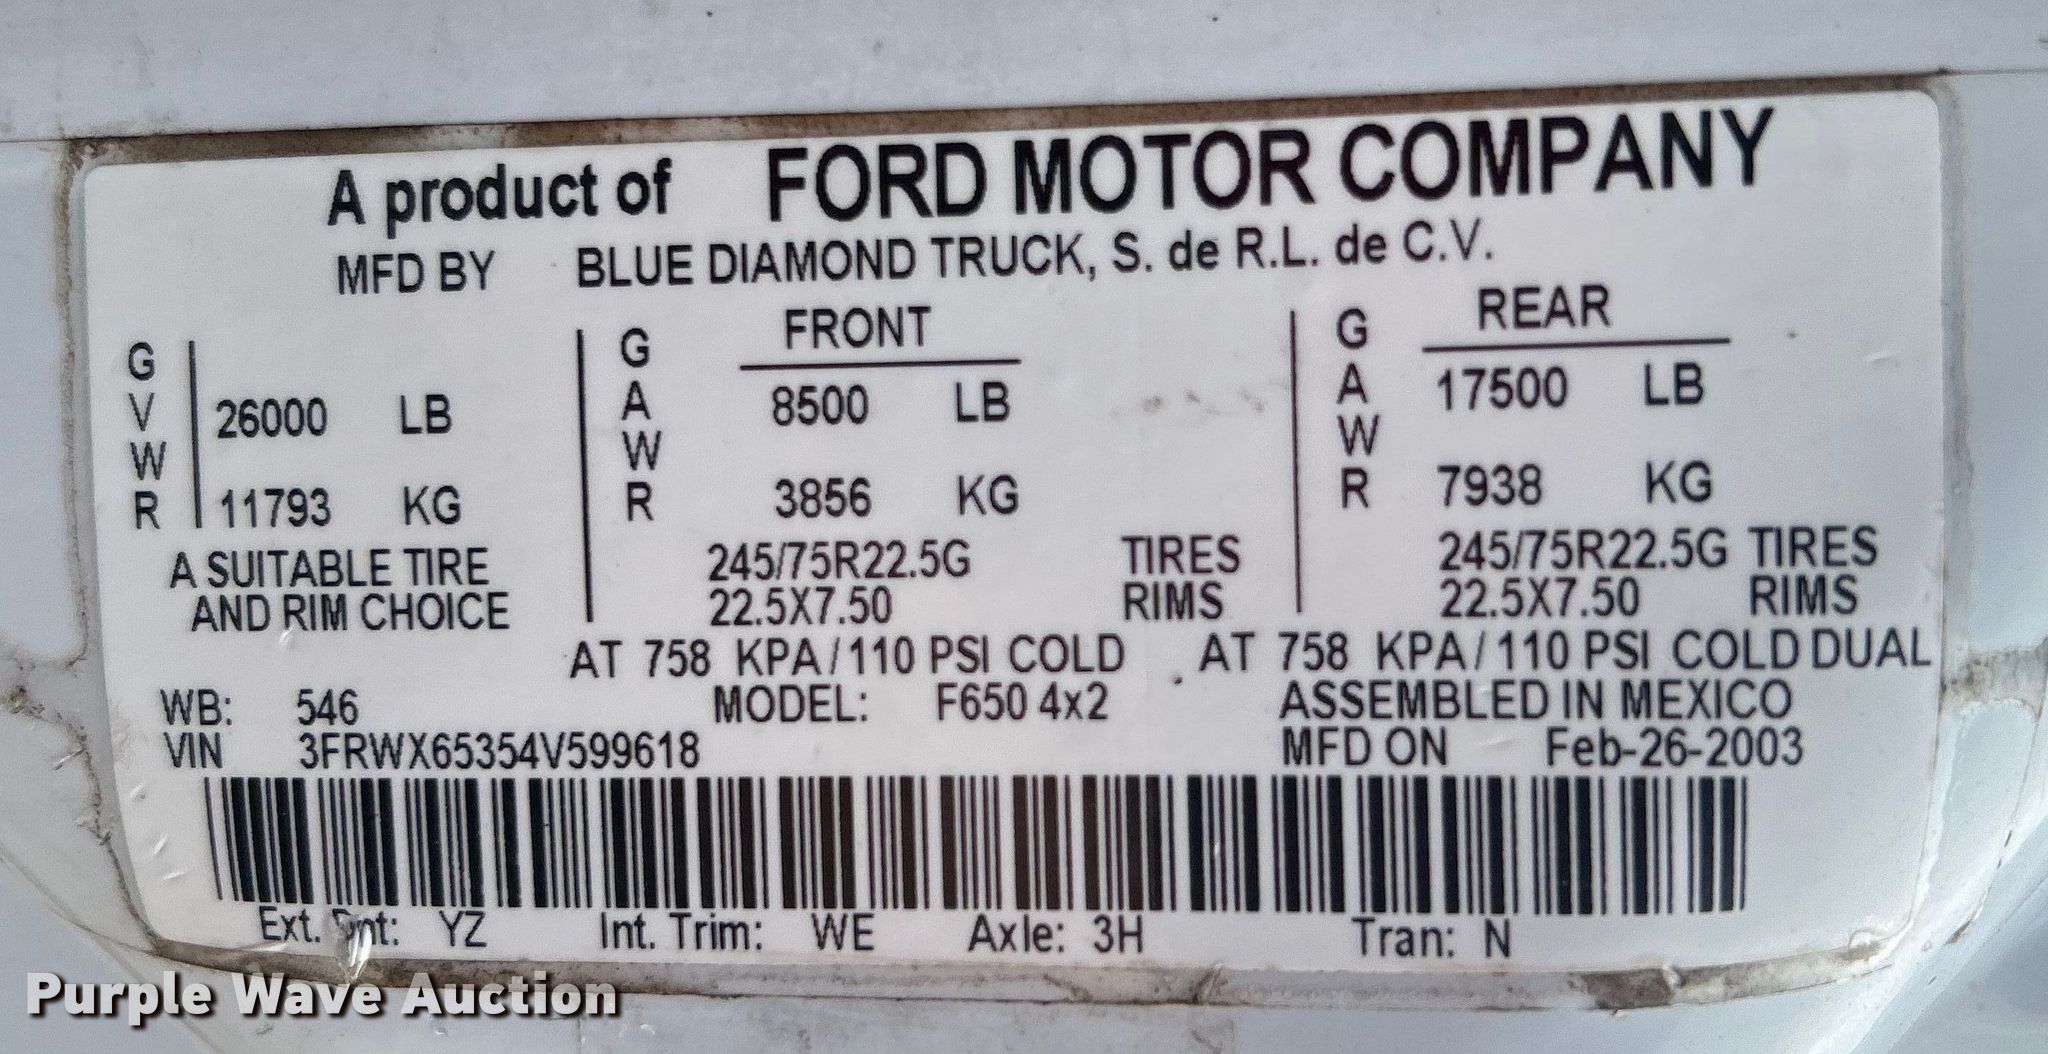 A product of FORD MOTOR COMPANY
MFD BY BLUE DIAMOND TRUCK, S. de R.L. de C.V.
GVWR 26000 LB
11793 KG
GAWR FRONT
8500 LB
3856 KG
GAWR REAR
17500 LB
7938 KG
A SUITABLE TIRE 245/75R22.5G TIRES 245/75R22.5G TIRES
AND RIM CHOICE 22.5X7.50 RIMS 22.5X7.50 RIMS
AT 758 KPA/110 PSI COLD AT 758 KPA/110 PSI COLD DUAL
WB: 546 MODEL: F650 4x2 ASSEMBLED IN MEXICO
VIN 3FRWX65354V599618 MFD ON Feb-26-2003
Ext. Pnt: YZ Int. Trim: WE Axle: 3H Tran: N
Purple Wave Auction